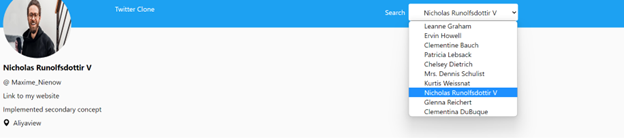 Twitter Clone
Search
Nicholas Runolfsdottir V
Leanne Graham
Ervin Howell
Clementine Bauch
Patricia Lebsack
Chelsey Dietrich
Mrs. Dennis Schulist
Kurtis Weissnat
Nicholas Runolfsdottir V
Glenna Reichert
Clementina DuBuque
Nicholas Runolfsdottir V
@ Maxime_Nienow
Link to my website
Implemented secondary concept
Aliyaview